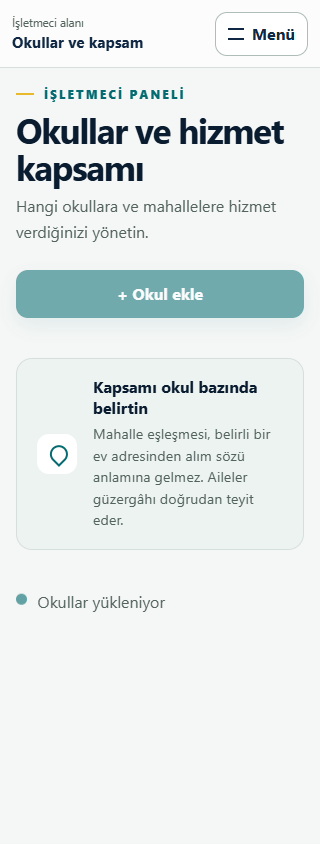 İşletmeci alanı
Okullar ve kapsam
Menü
İŞLETMECİ PANELİ
Okullar ve hizmet
kapsamı
Hangi okullara ve mahallelere hizmet
verdiğinizi yönetin.
+ Okul ekle
Kapsamı okul bazında
belirtin
Mahalle eşleşmesi, belirli bir
ev adresinden alım sözü
anlamına gelmez. Aileler
güzergâhı doğrudan teyit
eder.
Okullar yükleniyor